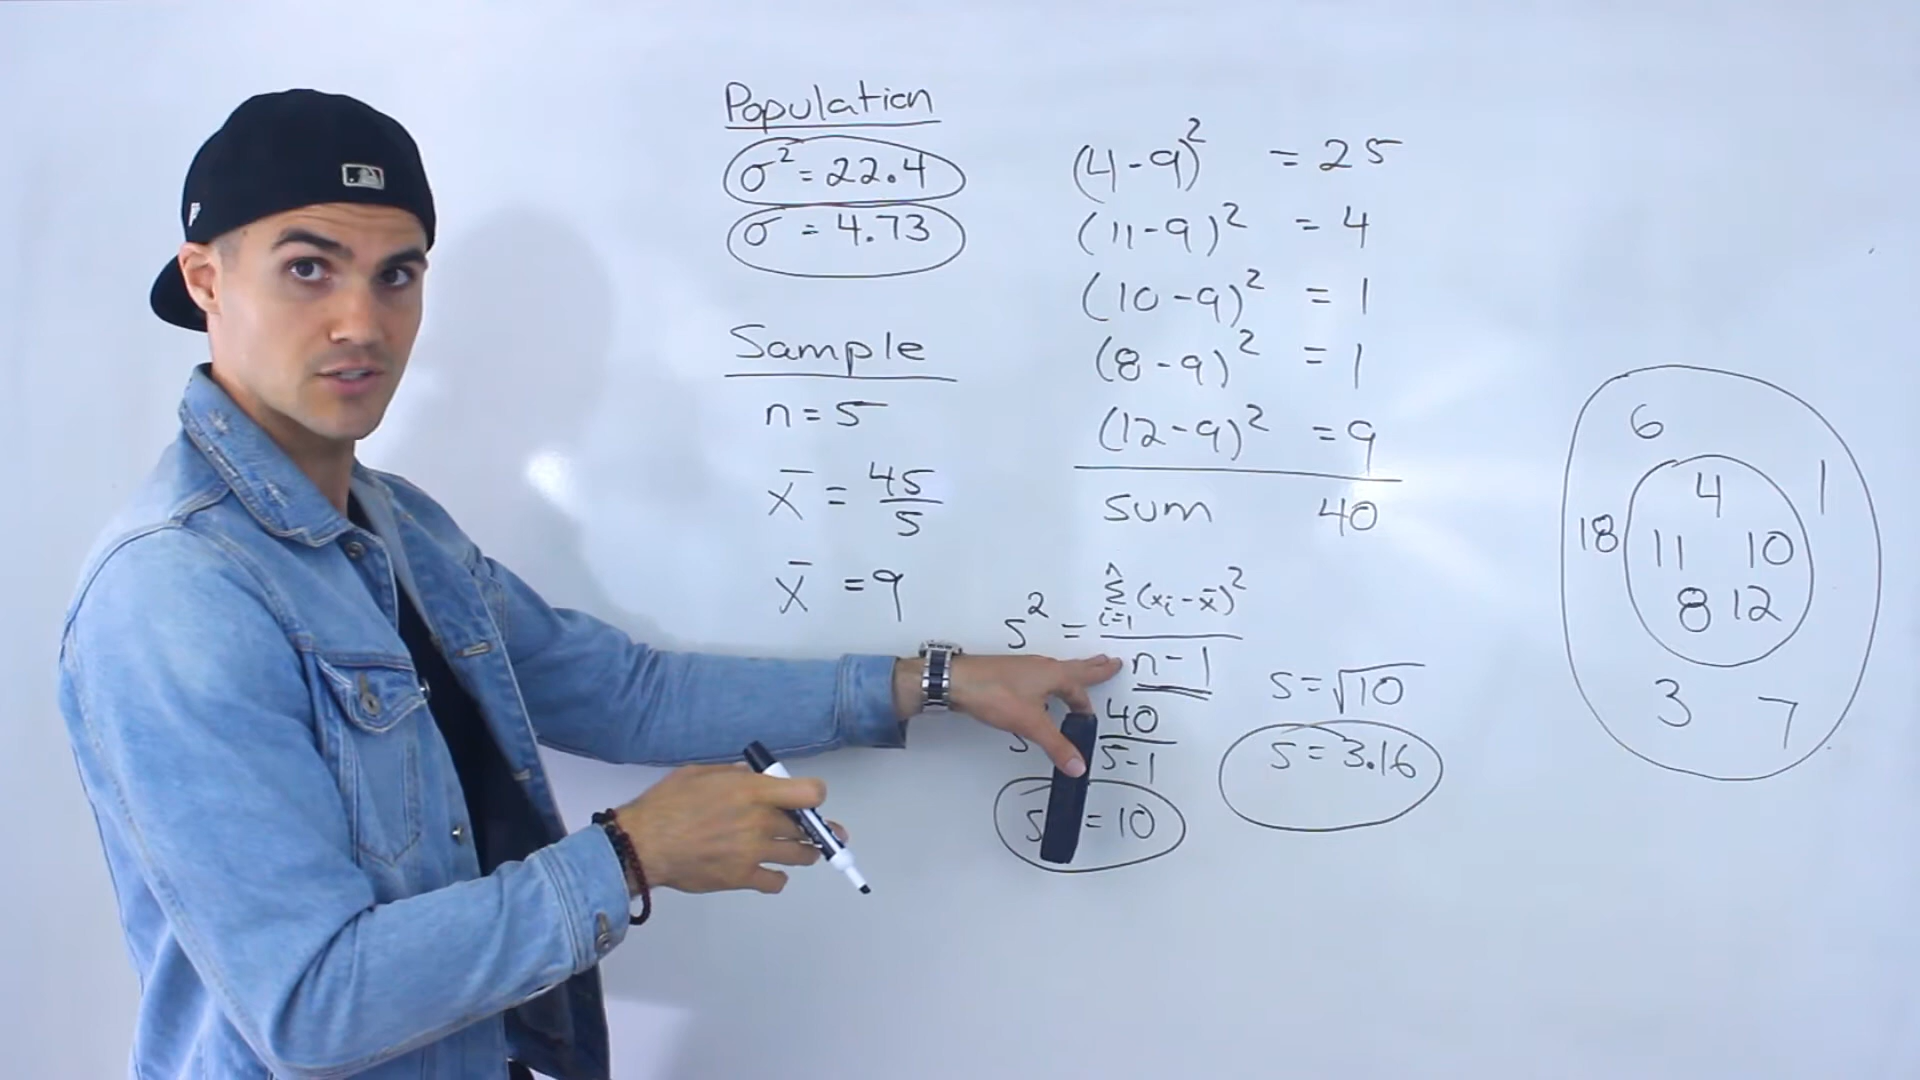 Population
σ² = 22.4
σ = 4.73
Sample
n = 5
x̄ = 45/5
x̄ = 9
(4-9)² = 25
(11-9)² = 4
(10-9)² = 1
(8-9)² = 1
(12-9)² = 9
sum 40
s² = Σᵢ₌₁ⁿ (xᵢ - x̄)² / n-1
s 40 / 5-1
s = 10
s = √10
s = 3.16
6
4 1
18 11 10
8 12
3 7